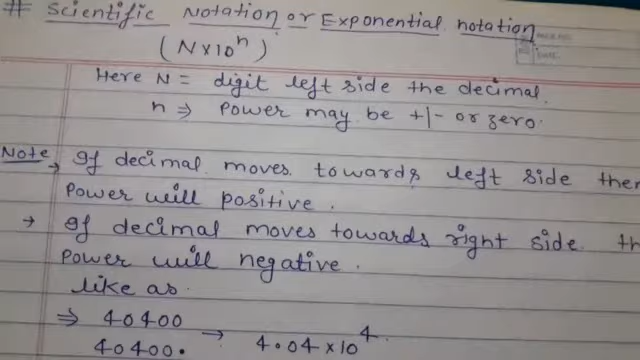 # Scientific Notation or Exponential notation
(N×10ⁿ)
Here N = digit left side the decimal.
n ⇒ Power may be +/- or zero.
Note → If decimal moves towards left side then
Power will positive.
→ If decimal moves towards right side th
Power will negative.
like as.
⇒ 40400
40400. → 4.04×10⁴